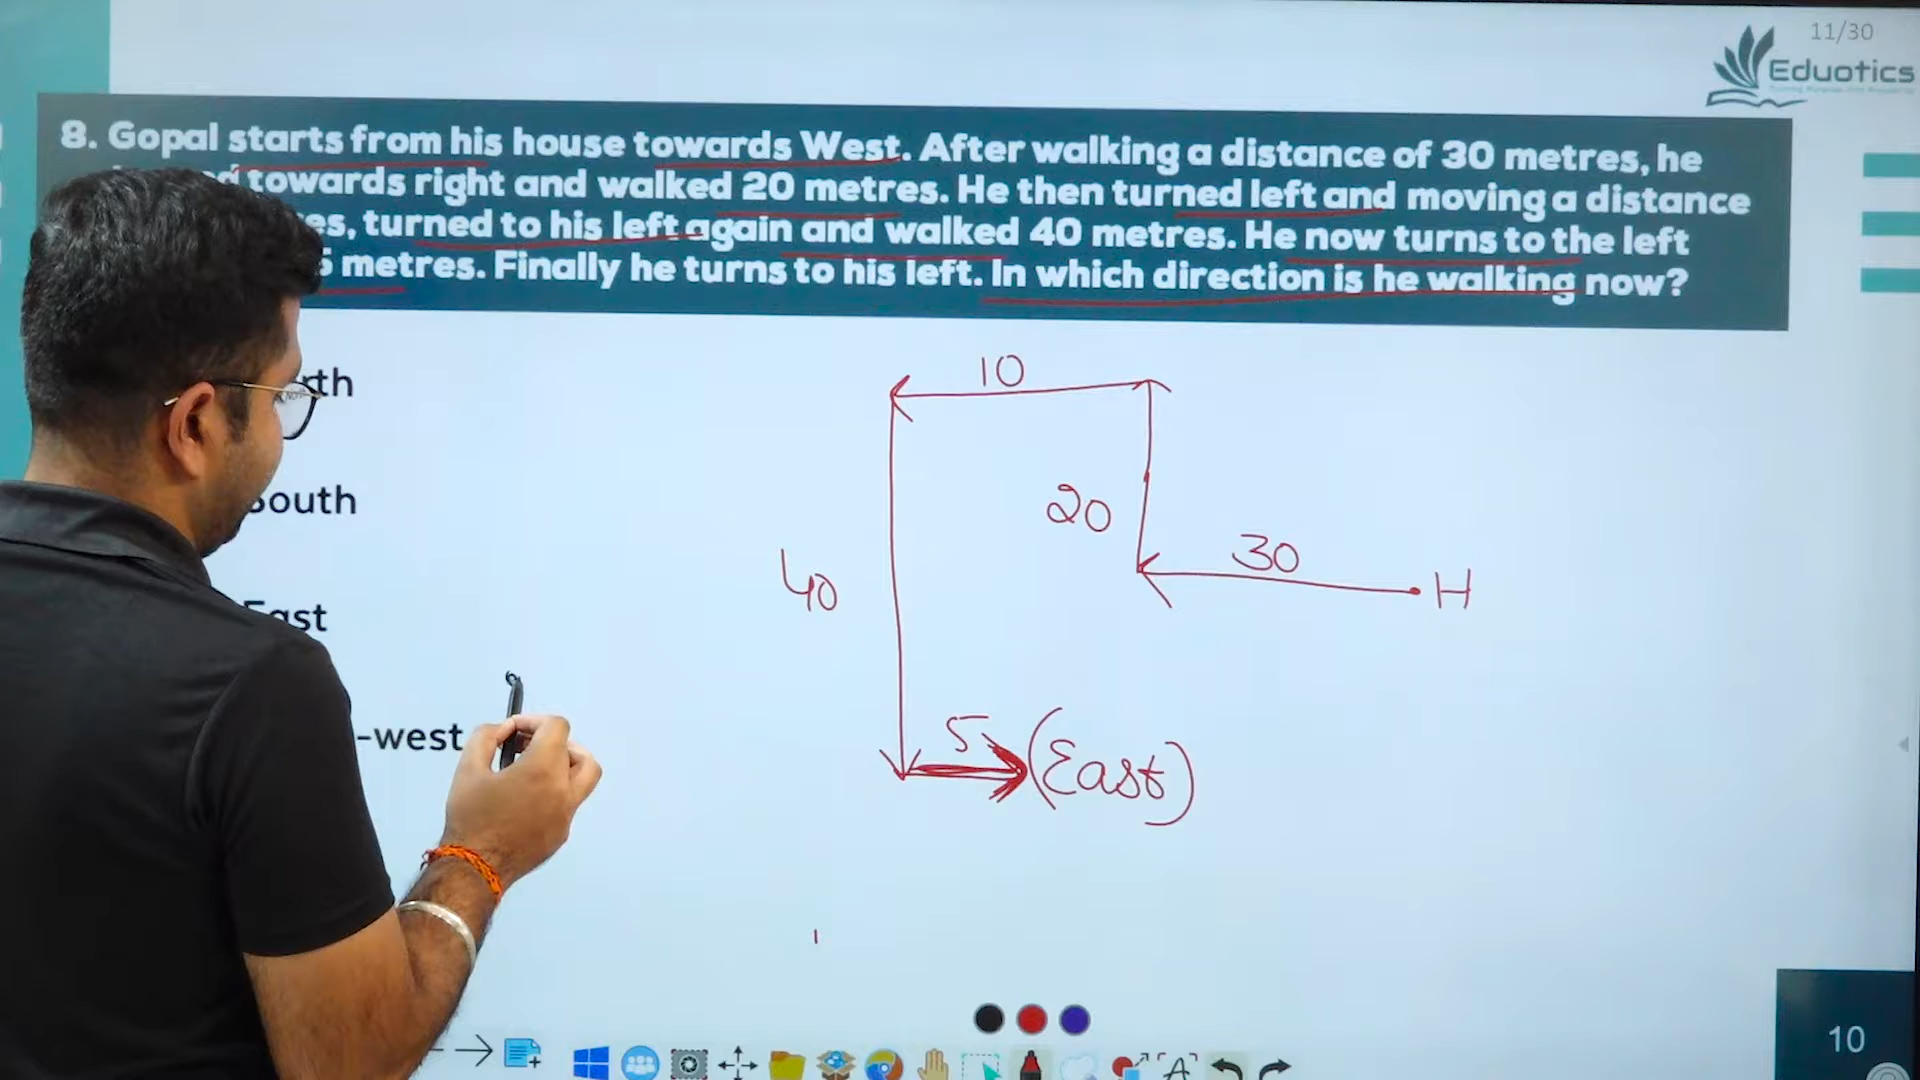 11/30
Eduotics
8. Gopal starts from his house towards West. After walking a distance of 30 metres, he
towards right and walked 20 metres. He then turned left and moving a distance
turned to his left again and walked 40 metres. He now turns to the left
5 metres. Finally he turns to his left. In which direction is he walking now?
10
20
30
H
40
5
(East)
South
East
-west
10